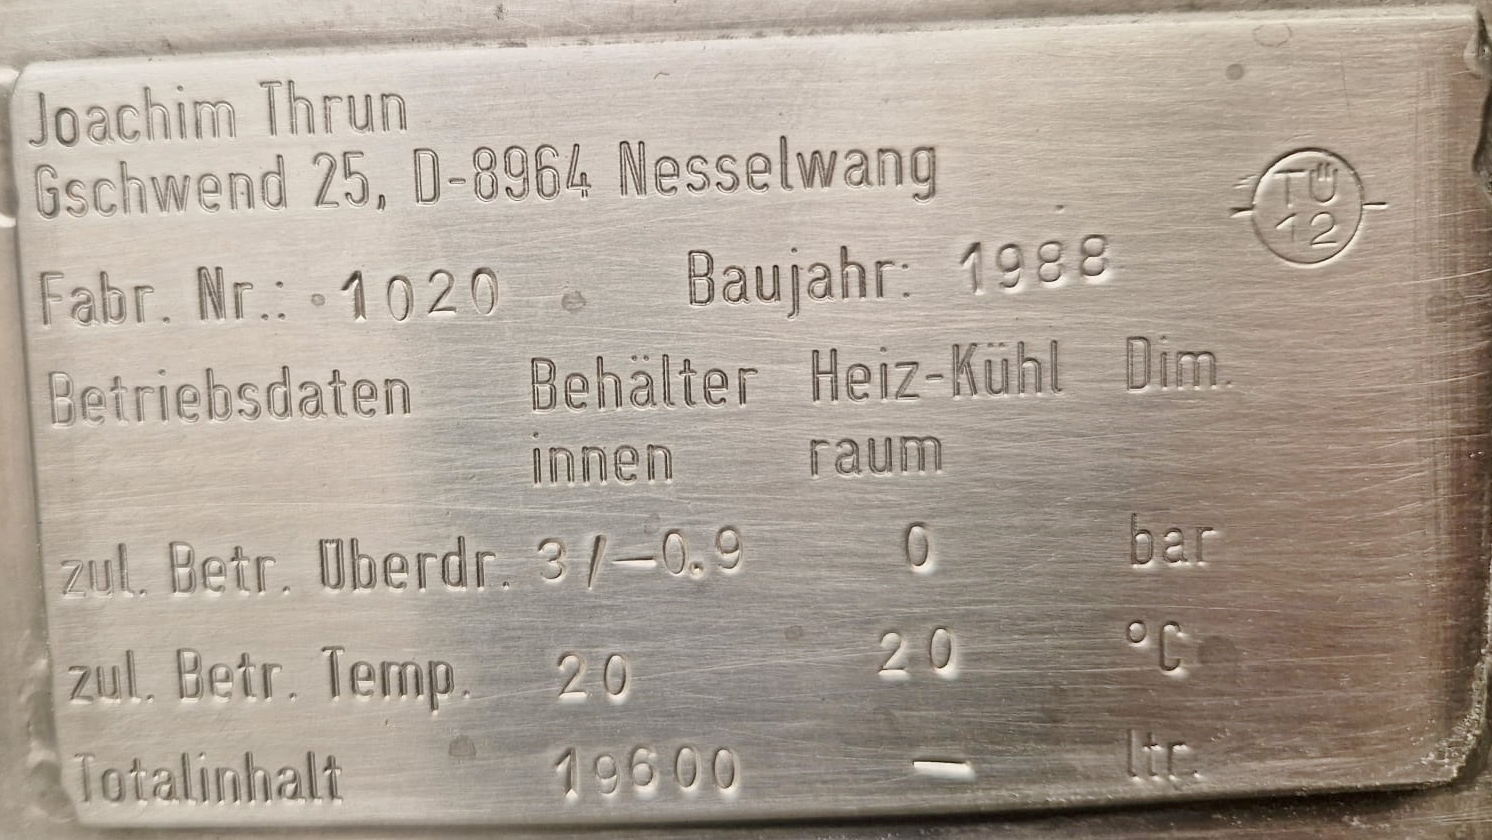 Joachim Thrun
Gschwend 25, D-8964 Nesselwang
Fabr. Nr.: 1020 Baujahr: 1988
TÜ
12
Betriebsdaten Behälter Heiz-Kühl Dim.
innen raum
zul. Betr. Überdr. 3/-0.9 0 bar
zul. Betr. Temp. 20 20 °C
Totalinhalt 19600 - ltr.